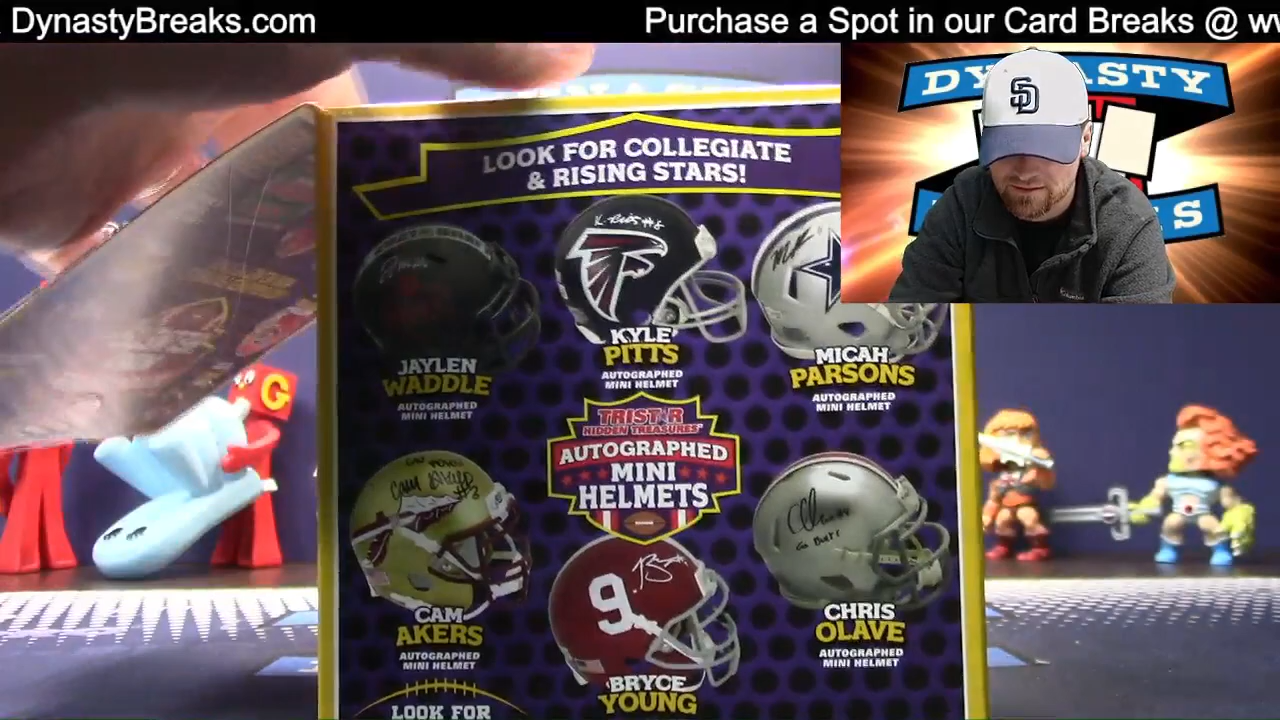 DynastyBreaks.com
Purchase a Spot in our Card Breaks @ w
DYNASTY
SD
LOOK FOR COLLEGIATE
& RISING STARS!
JAYLEN
WADDLE
AUTOGRAPHED
MINI HELMET
KYLE
PITTS
AUTOGRAPHED
MINI HELMET
MICAH
PARSONS
AUTOGRAPHED
MINI HELMET
TRISTAR
HIDDEN TREASURES
AUTOGRAPHED
MINI
HELMETS
CAM
AKERS
AUTOGRAPHED
MINI HELMET
9
BRYCE
YOUNG
CHRIS
OLAVE
AUTOGRAPHED
MINI HELMET
LOOK FOR
G